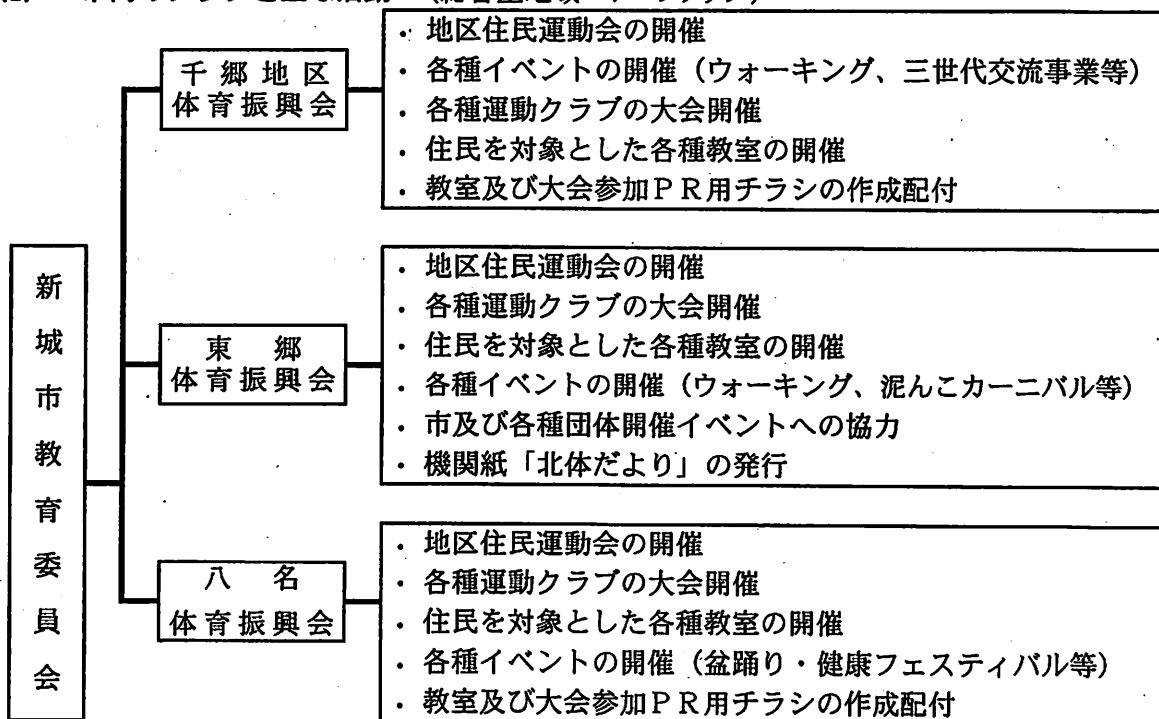 新城市教育委員会
千郷地区
体育振興会
・地区住民運動会の開催
・各種イベントの開催（ウォーキング、三世代交流事業等）
・各種運動クラブの大会開催
・住民を対象とした各種教室の開催
・教室及び大会参加ＰＲ用チラシの作成配付
東郷
体育振興会
・地区住民運動会の開催
・各種運動クラブの大会開催
・住民を対象とした各種教室の開催
・各種イベントの開催（ウォーキング、泥んこカーニバル等）
・市及び各種団体開催イベントへの協力
・機関紙「北体だより」の発行
八名
体育振興会
・地区住民運動会の開催
・各種運動クラブの大会開催
・住民を対象とした各種教室の開催
・各種イベントの開催（盆踊り・健康フェスティバル等）
・教室及び大会参加ＰＲ用チラシの作成配付